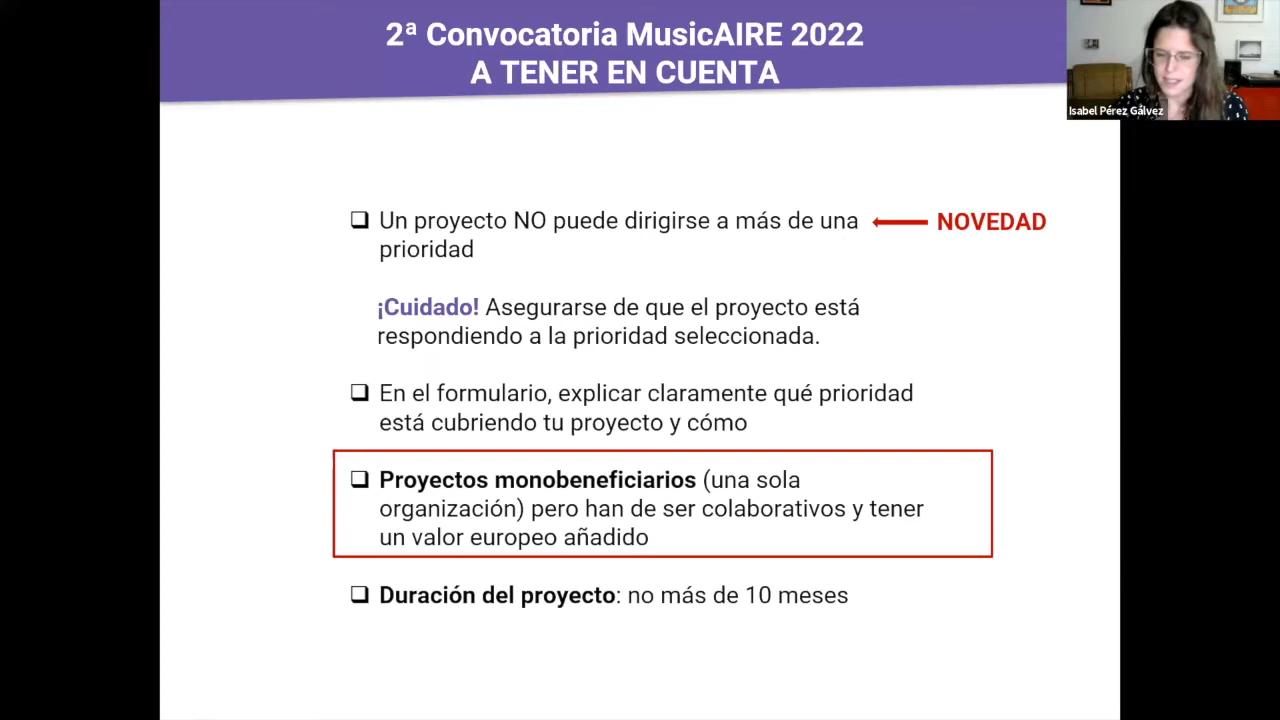 2ª Convocatoria MusicAIRE 2022
A TENER EN CUENTA
Isabel Pérez Gálvez
❑ Un proyecto NO puede dirigirse a más de una
prioridad
NOVEDAD
¡Cuidado! Asegurarse de que el proyecto está
respondiendo a la prioridad seleccionada.
❑ En el formulario, explicar claramente qué prioridad
está cubriendo tu proyecto y cómo
❑ Proyectos monobeneficiarios (una sola
organización) pero han de ser colaborativos y tener
un valor europeo añadido
❑ Duración del proyecto: no más de 10 meses